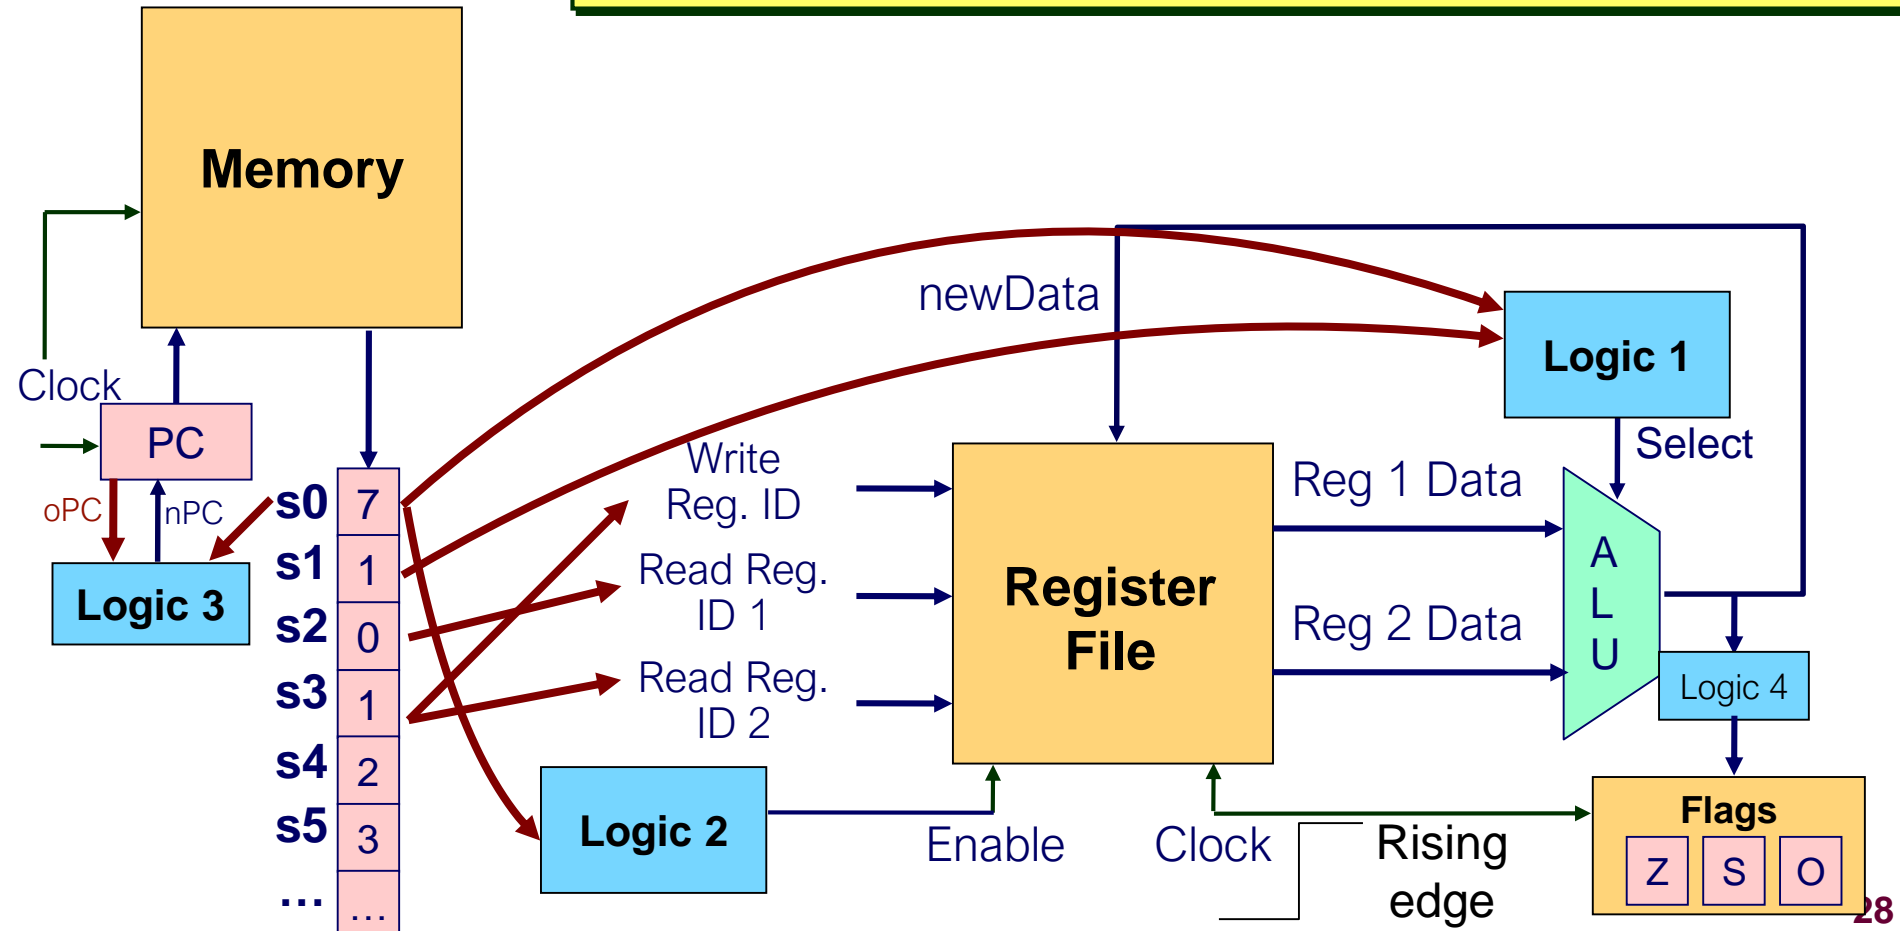 Memory
Clock
PC
oPC
nPC
Logic 3
s0 7
s1 1
s2 0
s3 1
s4 2
s5 3
... ...
Write
Reg. ID
Read Reg.
ID 1
Read Reg.
ID 2
Logic 2
Enable
newData
Register
File
Clock
Rising
edge
Reg 1 Data
Reg 2 Data
Logic 1
Select
A
L
U
Logic 4
Flags
Z S O
28